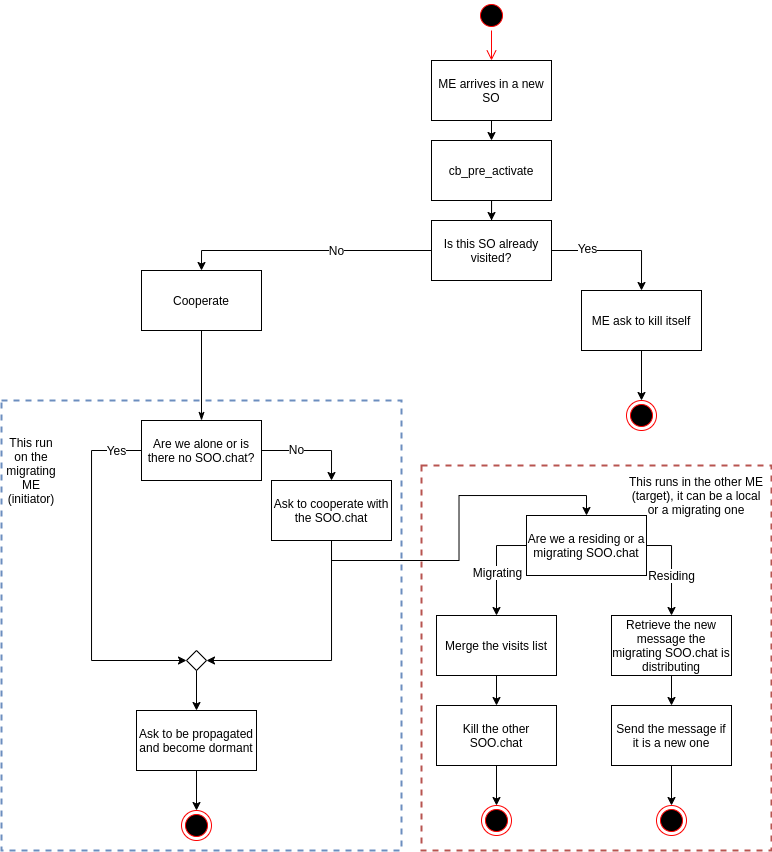 ME arrives in a new
SO
cb_pre_activate
Is this SO already
visited?
No
Yes
Cooperate
ME ask to kill itself
This run
on the
migrating
ME
(initiator)
Are we alone or is
there no SOO.chat?
Yes
No
Ask to cooperate with
the SOO.chat
This runs in the other ME
(target), it can be a local
or a migrating one
Are we a residing or a
migrating SOO.chat
Migrating
Residing
Merge the visits list
Retrieve the new
message the
migrating SOO.chat is
distributing
Kill the other
SOO.chat
Send the message if
it is a new one
Ask to be propagated
and become dormant